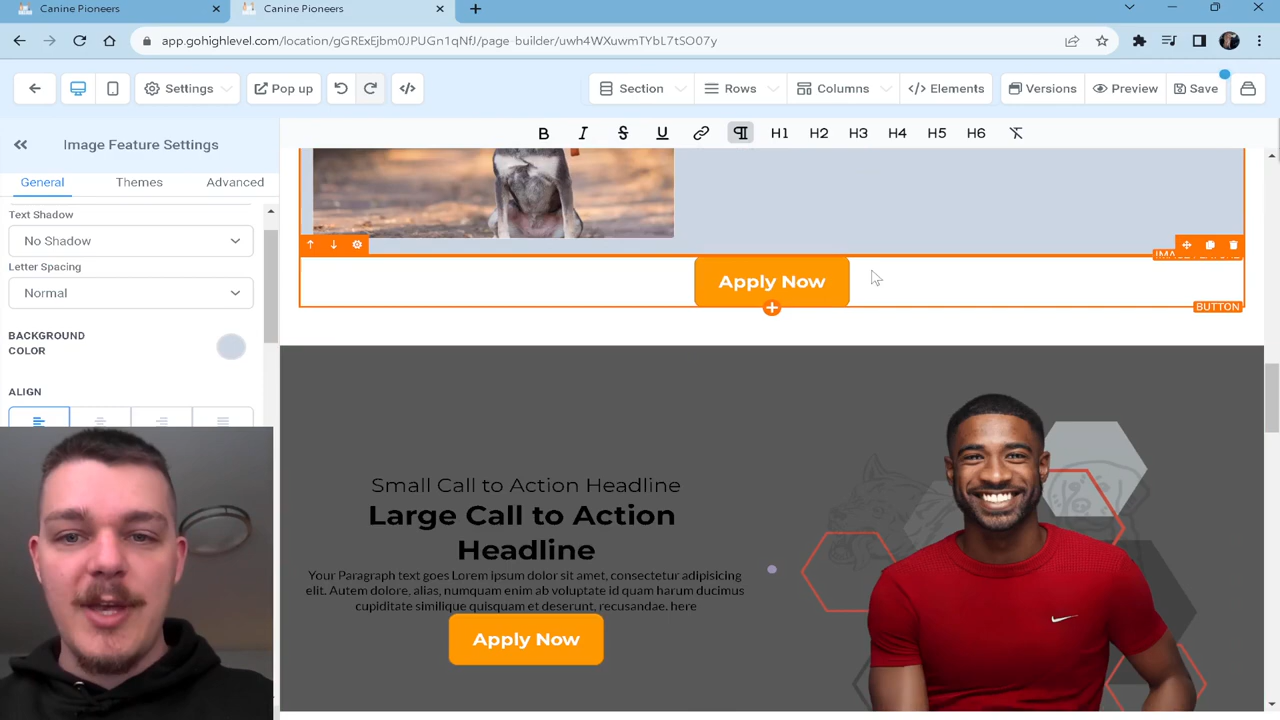 Canine Pioneers
Canine Pioneers
app.gohighlevel.com/location/gGRExEjbm0JPUGn1qNfJ/page-builder/uwh4WXuwmTYbL7tSO07y
Settings
Pop up
Section
Rows
Columns
</> Elements
Versions
Preview
Save
Image Feature Settings
B I S U H1 H2 H3 H4 H5 H6
General
Themes
Advanced
Text Shadow
No Shadow
Letter Spacing
Normal
BACKGROUND
COLOR
ALIGN
Apply Now
BUTTON
Small Call to Action Headline
Large Call to Action
Headline
Your Paragraph text goes Lorem ipsum dolor sit amet, consectetur adipisicing
elit. Autem dolore, alias, numquam enim ab voluptate id quam harum ducimus
cupiditate similique quisquam et deserunt, recusandae. here
Apply Now